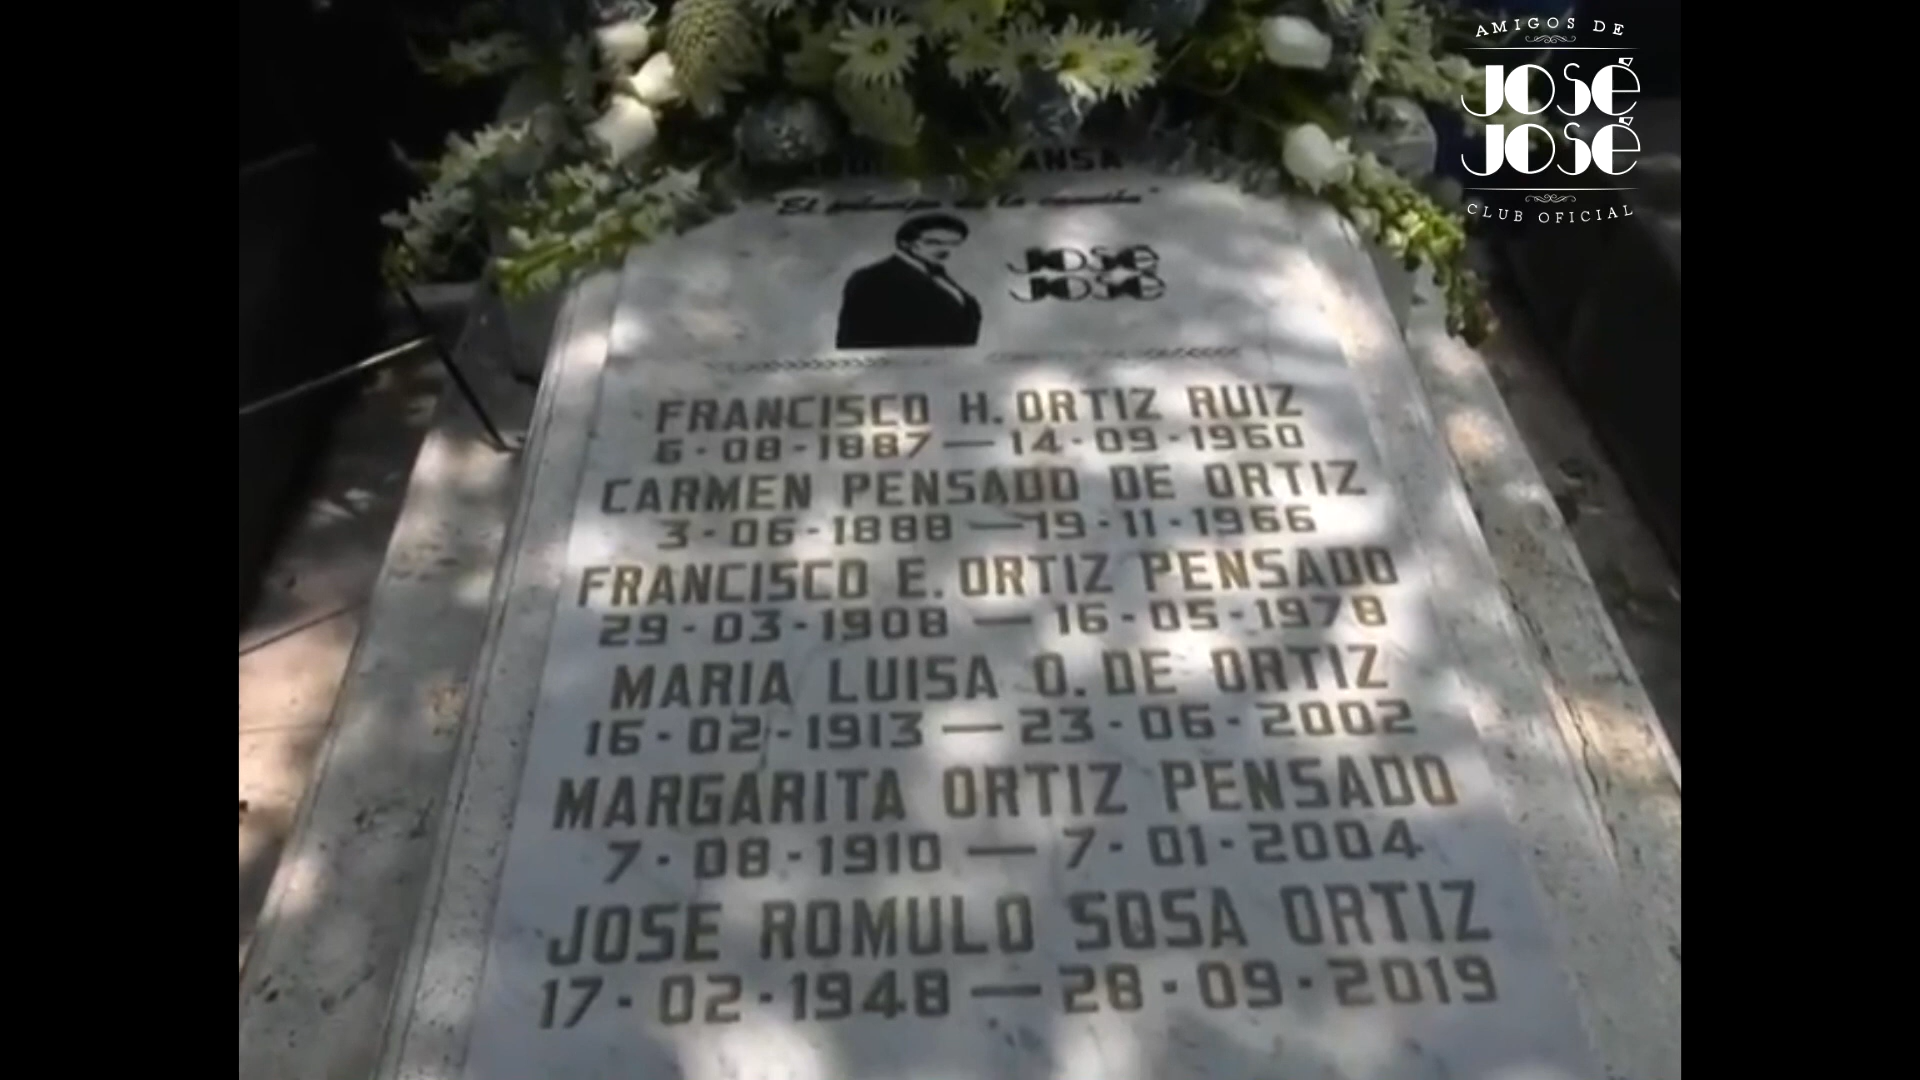 AMIGOS DE
JOSÉ
JOSÉ
CLUB OFICIAL
JOSÉ
JOSÉ
FRANCISCO H. ORTIZ RUIZ
6-08-1887 — 14-09-1960
CARMEN PENSADO DE ORTIZ
3-06-1888 — 19-11-1966
FRANCISCO E. ORTIZ PENSADO
29-03-1908 — 16-05-1978
MARIA LUISA O. DE ORTIZ
16-02-1913 — 23-06-2002
MARGARITA ORTIZ PENSADO
7-08-1910 — 7-01-2004
JOSE ROMULO SOSA ORTIZ
17-02-1948 — 28-09-2019